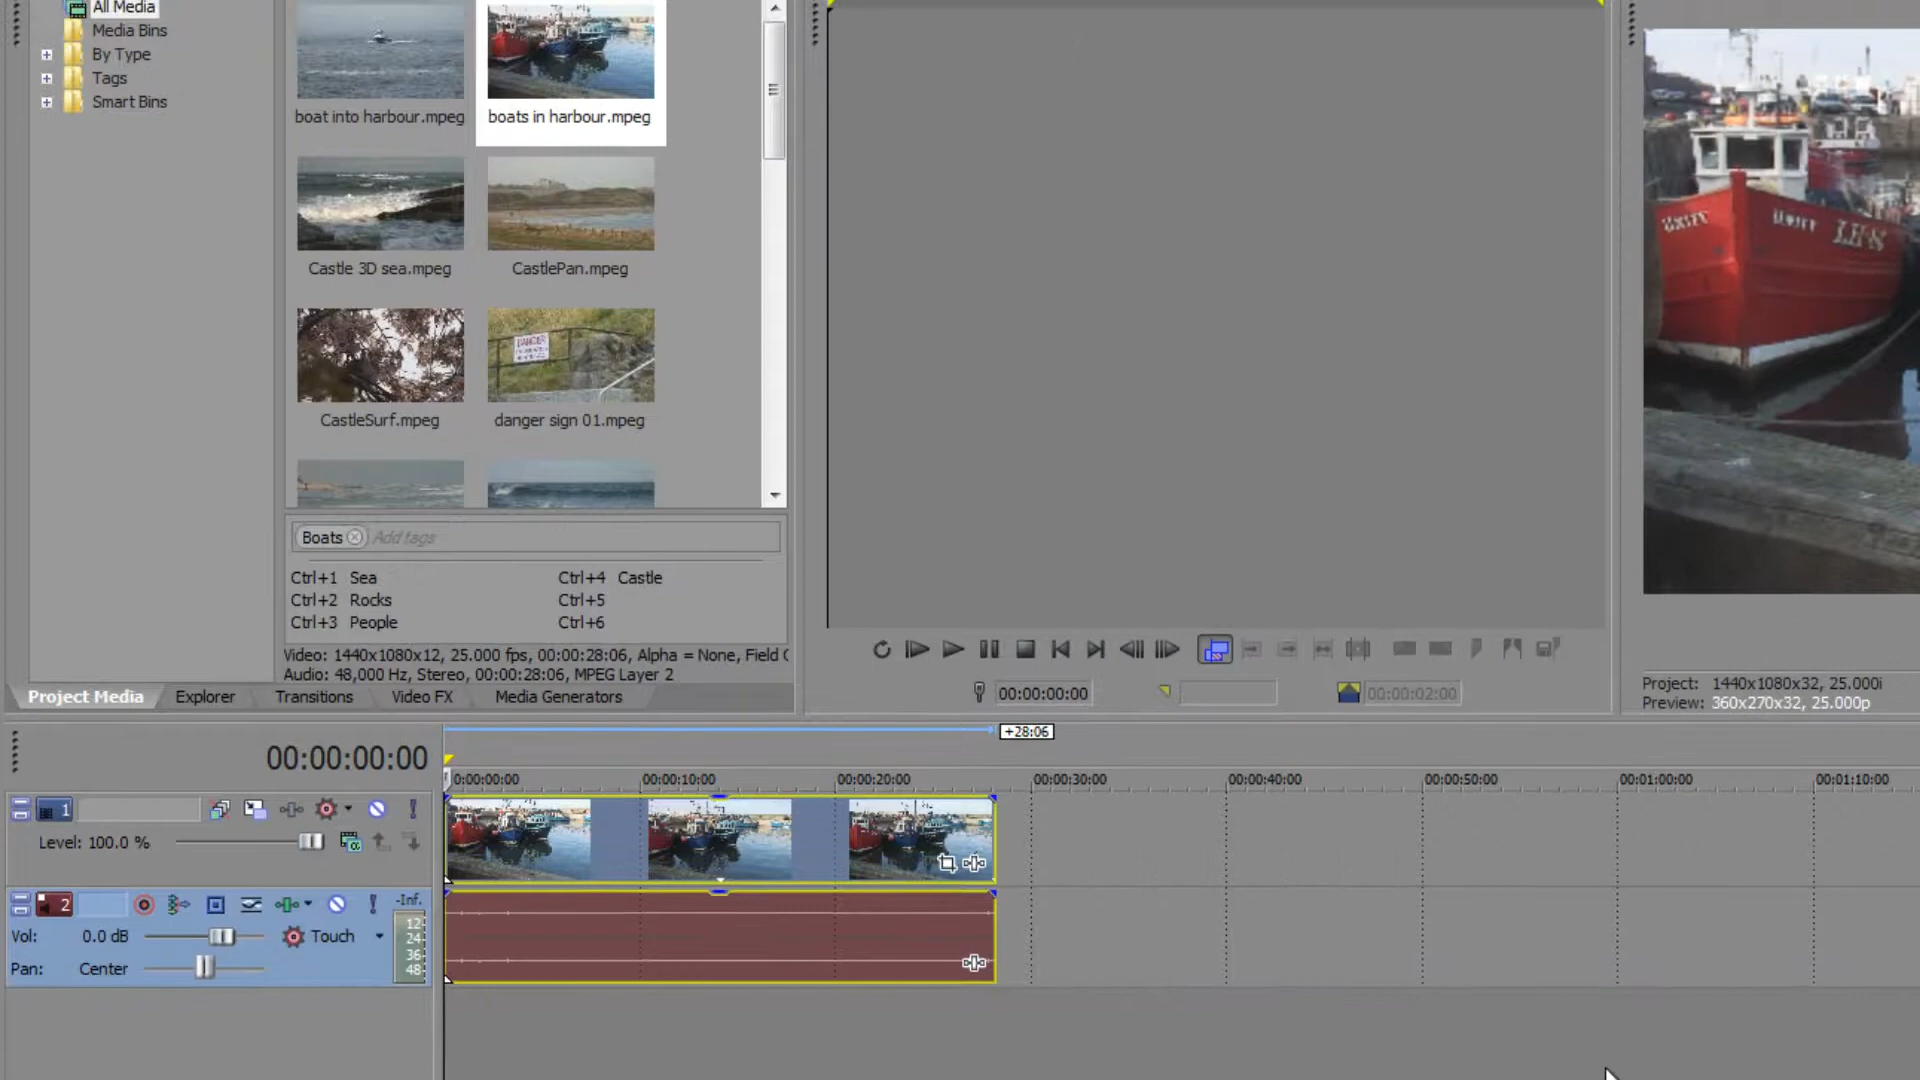 All Media
Media Bins
By Type
Tags
Smart Bins
boat into harbour.mpeg
boats in harbour.mpeg
Castle 3D sea.mpeg
CastlePan.mpeg
DANGER
CastleSurf.mpeg
danger sign 01.mpeg
Boats
Add tags
Ctrl+1 Sea
Ctrl+4 Castle
Ctrl+2 Rocks
Ctrl+5
Ctrl+3 People
Ctrl+6
Video: 1440x1080x12, 25.000 fps, 00:00:28:06, Alpha = None, Field
Audio: 48,000 Hz, Stereo, 00:00:28:06, MPEG Layer 2
Project Media
Explorer
Transitions
Video FX
Media Generators
00:00:00:00
00:00:02:00
Project: 1440x1080x32, 25.000i
Preview: 360x270x32, 25.000p
+28:06
00:00:00:00
0:00:00:00
00:00:10:00
00:00:20:00
00:00:30:00
00:00:40:00
00:00:50:00
00:01:00:00
00:01:10:00
1
Level: 100.0 %
2
-Inf.
12
Vol: 0.0 dB
Touch
24
36
Pan: Center
48